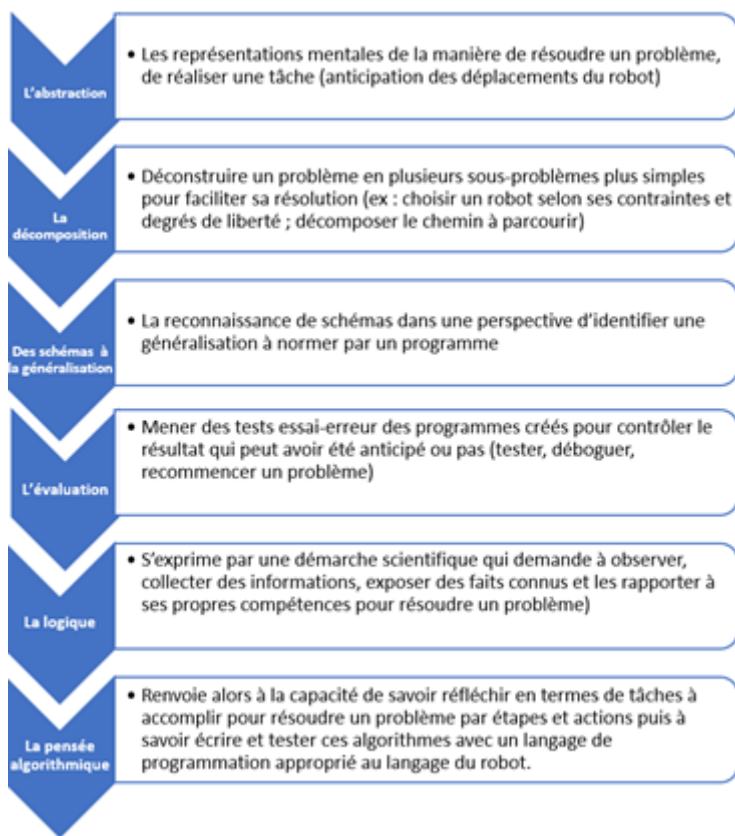 L'abstraction
• Les représentations mentales de la manière de résoudre un problème,
de réaliser une tâche (anticipation des déplacements du robot)
La
décomposition
• Déconstruire un problème en plusieurs sous-problèmes plus simples
pour faciliter sa résolution (ex : choisir un robot selon ses contraintes et
degrés de liberté ; décomposer le chemin à parcourir)
Des schémas à
la généralisation
• La reconnaissance de schémas dans une perspective d'identifier une
généralisation à normer par un programme
L'évaluation
• Mener des tests essai-erreur des programmes créés pour contrôler le
résultat qui peut avoir été anticipé ou pas (tester, déboguer,
recommencer un problème)
La logique
• S'exprime par une démarche scientifique qui demande à observer,
collecter des informations, exposer des faits connus et les rapporter à
ses propres compétences pour résoudre un problème)
La pensée
algorithmique
• Renvoie alors à la capacité de savoir réfléchir en termes de tâches à
accomplir pour résoudre un problème par étapes et actions puis à
savoir écrire et tester ces algorithmes avec un langage de
programmation approprié au langage du robot.